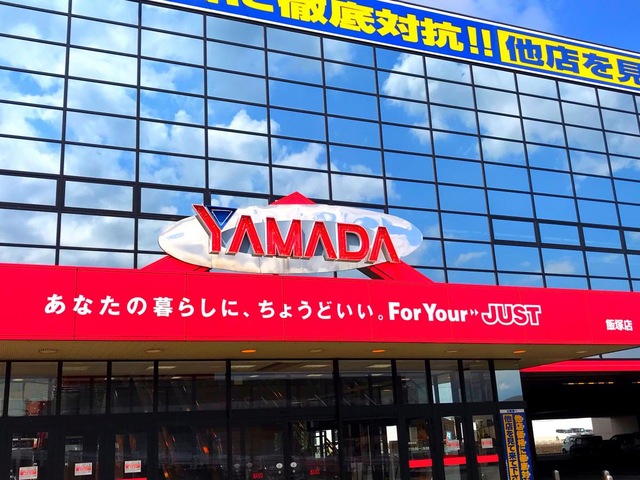 に徹底対抗!! 他店を見
YAMADA
あなたの暮らしに、ちょうどいい。For Your JUST
飯塚店